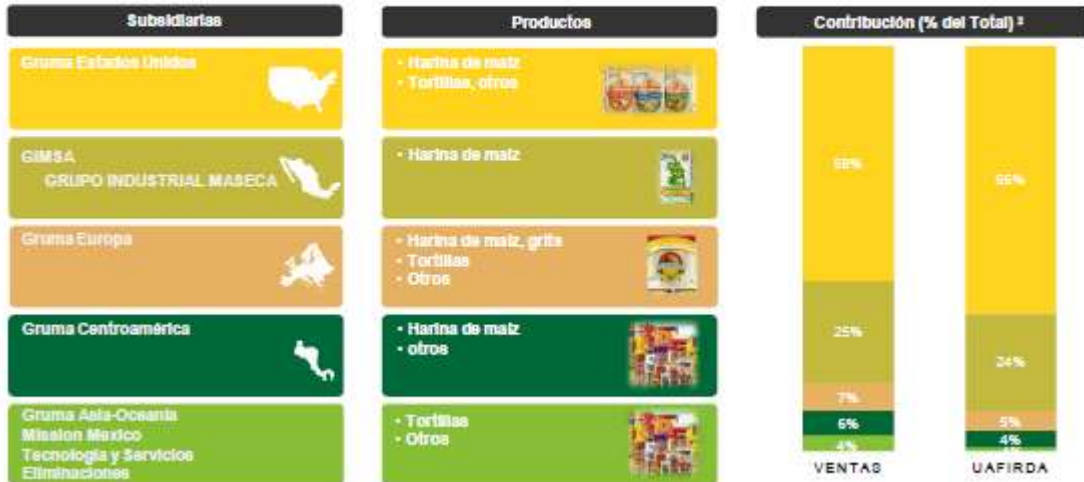 Subsidiarias
Productos
Contribución (% del Total) ³
Gruma Estados Unidos
• Harina de maíz
• Tortillas, otros
58%
66%
GIMSA
GRUPO INDUSTRIAL MASECA
• Harina de maíz
25%
24%
Gruma Europa
• Harina de maíz, grits
• Tortillas
• Otros
7%
5%
Gruma Centroamérica
• Harina de maíz
• otros
6%
4%
Gruma Asia-Oceanía
Mission Mexico
Tecnología y Servicios
Eliminaciones
• Tortillas
• Otros
4%
VENTAS
UAFIRDA